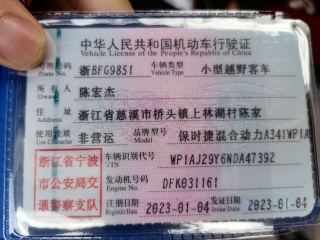 中华人民共和国机动车行驶证
Vehicle License of the People's Republic of China
号牌号码 Plate No. 浙BFG9851 车辆类型 Vehicle Type 小型越野客车
所有人 Owner 陈宏杰
住址 Address 浙江省慈溪市桥头镇上林湖村陈家
使用性质 Use Character 非营运 品牌型号 Model 保时捷混合动力A341WP1A
浙江省宁波
市公安局交
浪警察支队
车辆识别代号 VIN WP1AJ29Y6NDA47392
发动机号码 Engine No. DFK031161
注册日期 Register Date 2023-01-04 发证日期 Issue Date 2023-01-04